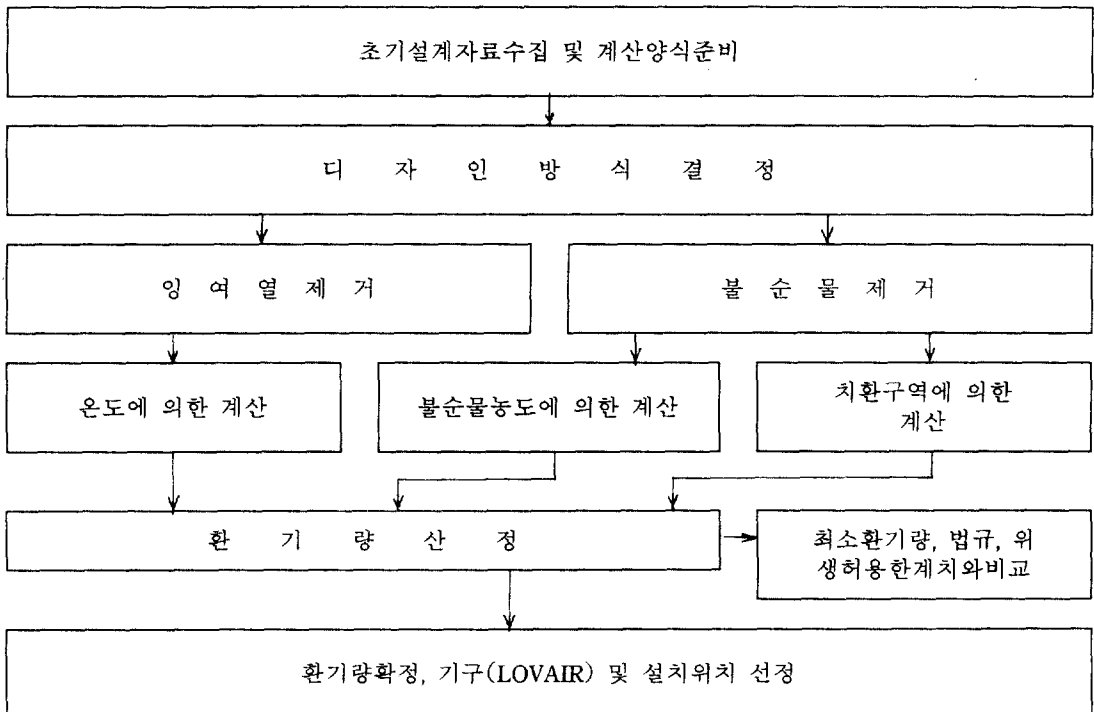 초기설계자료수집 및 계산양식준비
디 자 인 방 식 결 정
잉 여 열 제 거
불 순 물 제 거
온도에 의한 계산
불순물농도에 의한 계산
치환구역에 의한
계산
환 기 량 산 정
최소환기량, 법규, 위
생허용한계치와비교
환기량확정, 기구(LOVAIR) 및 설치위치 선정